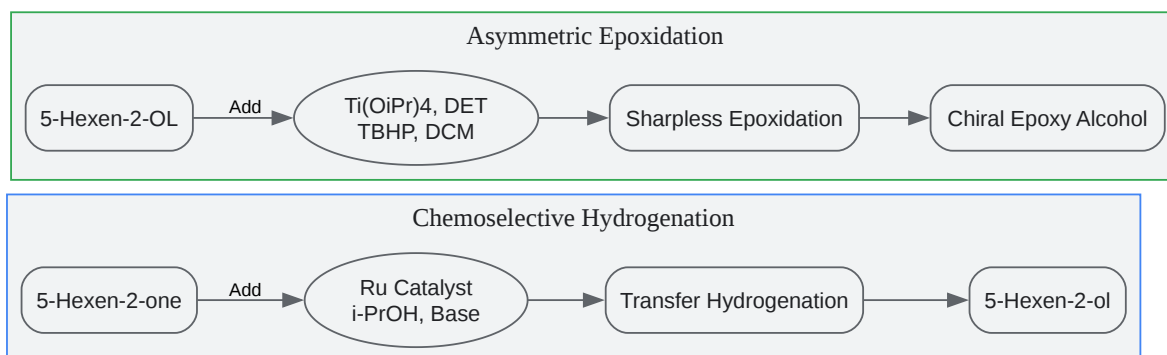 Asymmetric Epoxidation
5-Hexen-2-OL
Add
Ti(OiPr)4, DET
TBHP, DCM
Sharpless Epoxidation
Chiral Epoxy Alcohol
Chemoselective Hydrogenation
5-Hexen-2-one
Add
Ru Catalyst
i-PrOH, Base
Transfer Hydrogenation
5-Hexen-2-ol